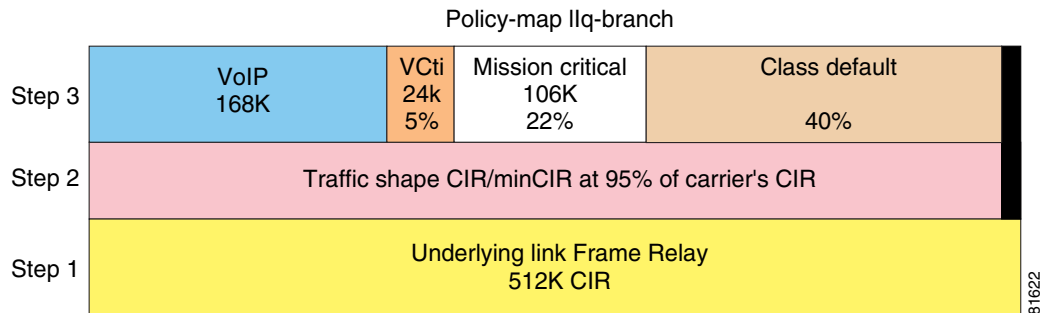 Policy-map llq-branch
Step 3
VoIP
168K
VCti
24k
5%
Mission critical
106K
22%
Class default
40%
Step 2
Traffic shape CIR/minCIR at 95% of carrier's CIR
Step 1
Underlying link Frame Relay
512K CIR
81622